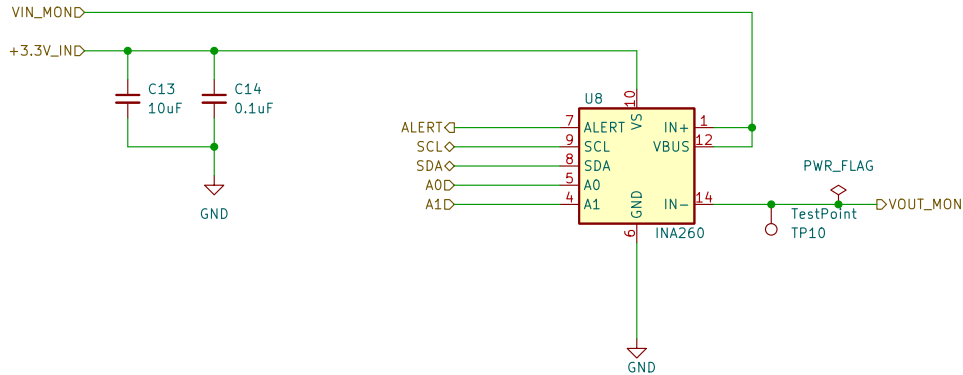 VIN_MON
+3.3V_IN
C13
10uF
C14
0.1uF
U8
10
VS
ALERT
7
ALERT
IN+
1
SCL
9
SCL
VBUS
12
SDA
8
SDA
PWR_FLAG
A0
5
A0
A1
4
A1
GND
IN-
14
VOUT_MON
TestPoint
TP10
6
INA260
GND
GND